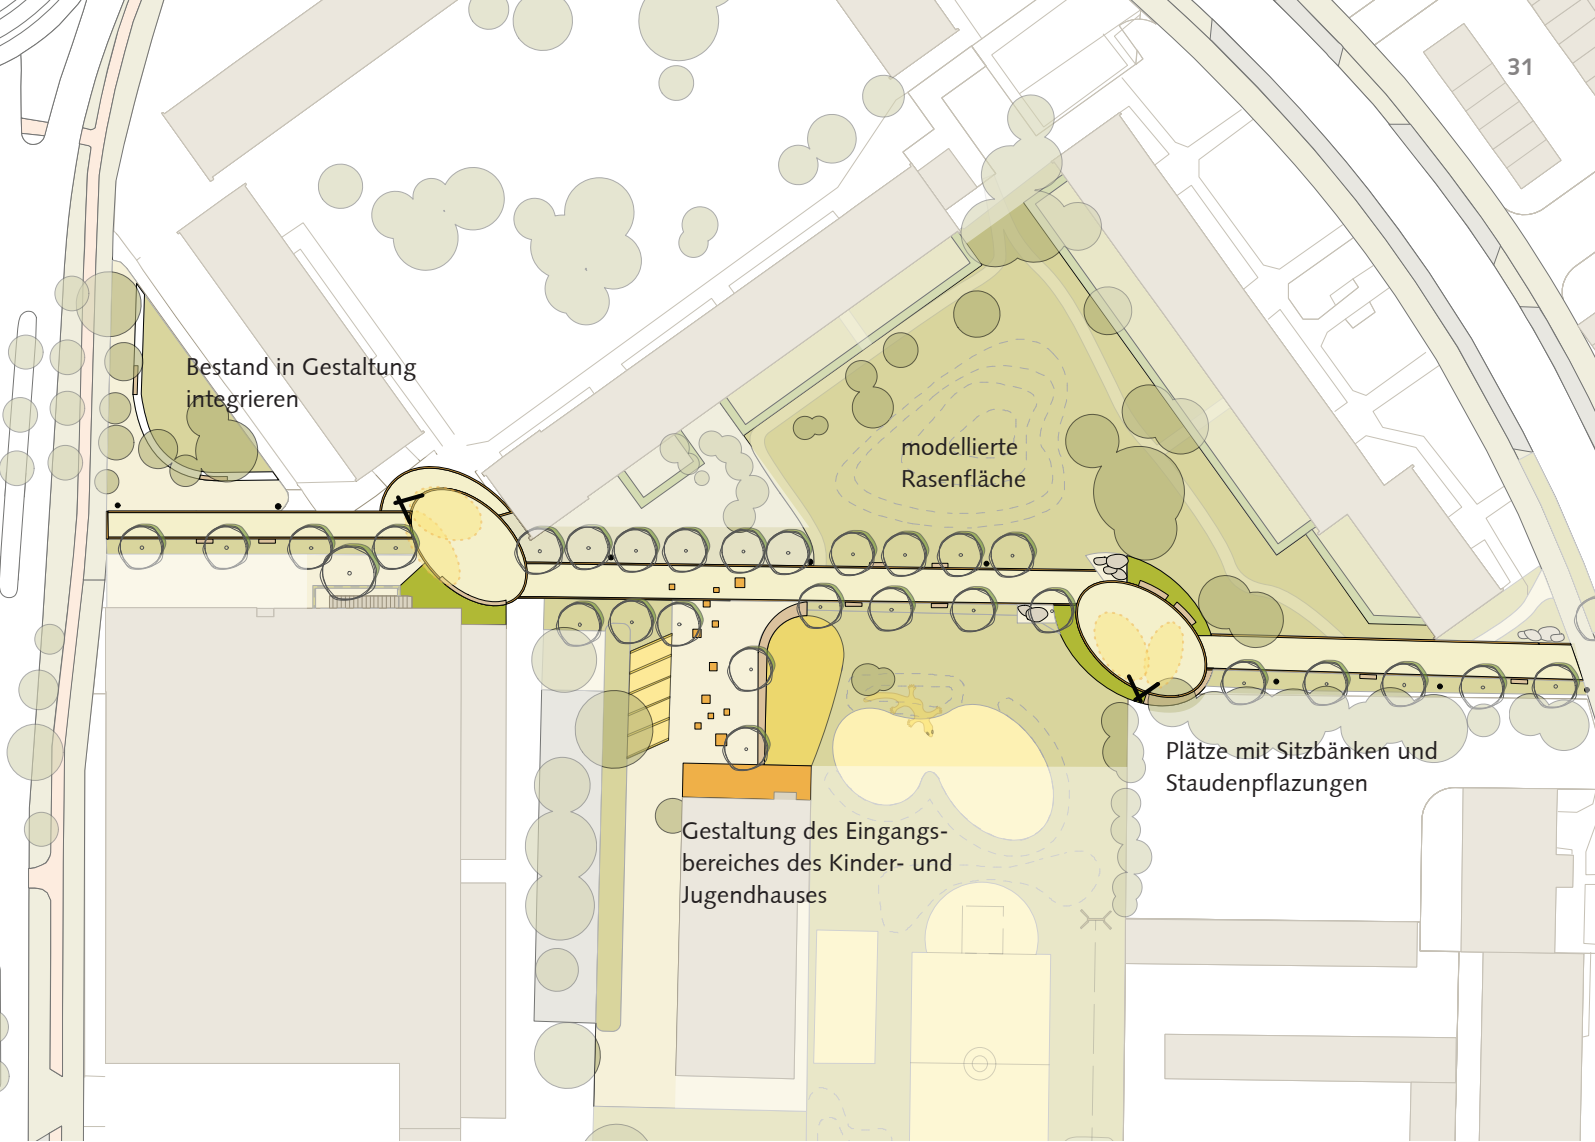 31
Bestand in Gestaltung
integrieren
modellierte
Rasenfläche
Plätze mit Sitzbänken und
Staudenpflazungen
Gestaltung des Eingangs-
bereiches des Kinder- und
Jugendhauses